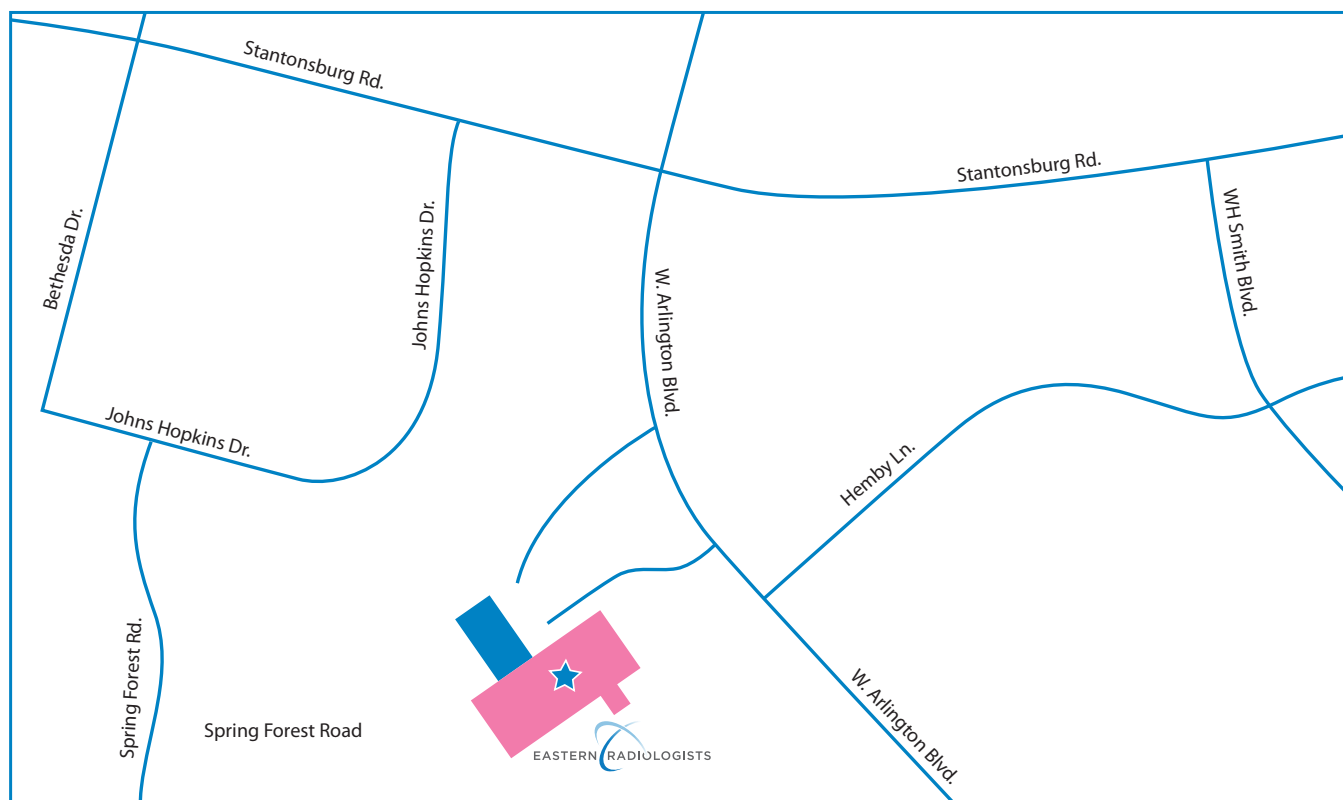 Stantonsburg Rd.
Stantonsburg Rd.
Bethesda Dr.
Johns Hopkins Dr.
W. Arlington Blvd.
WH Smith Blvd.
Johns Hopkins Dr.
Hemby Ln.
Spring Forest Rd.
Spring Forest Road
W. Arlington Blvd.
EASTERN RADIOLOGISTS